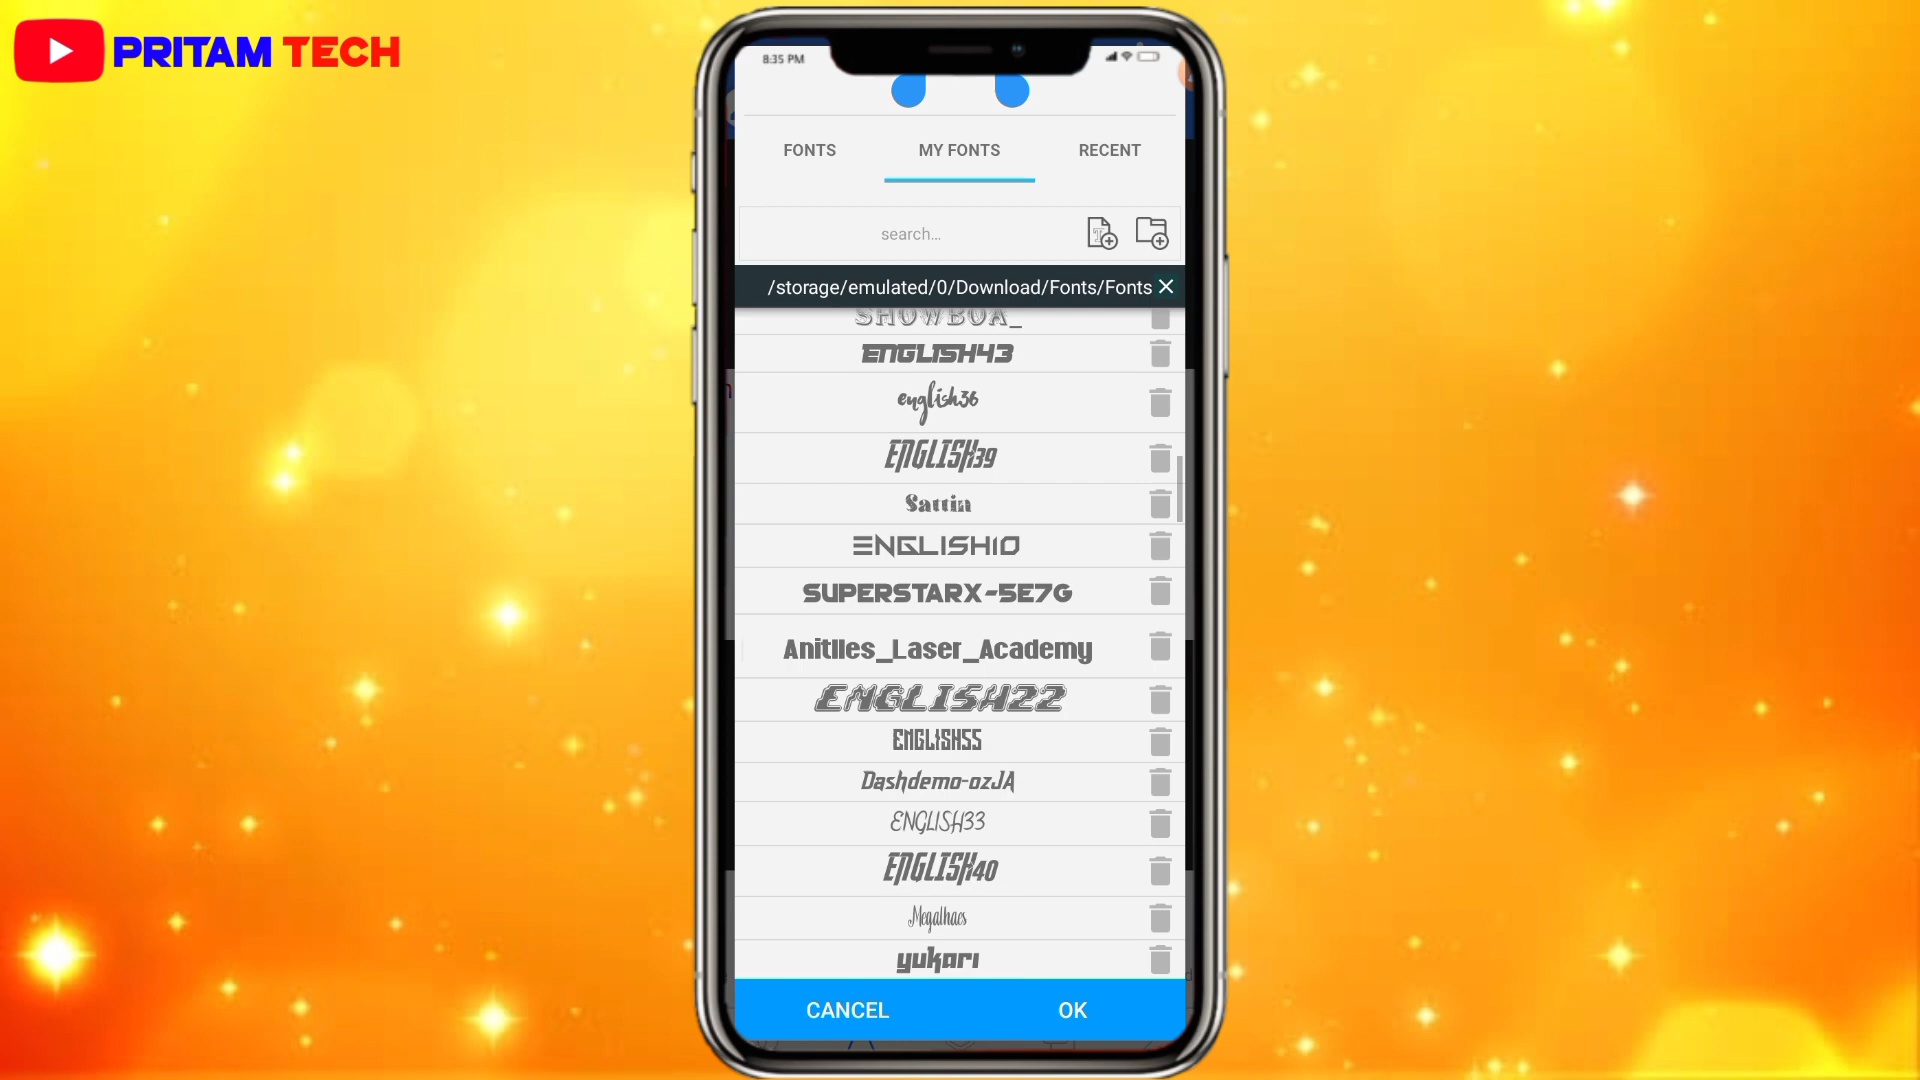 PRITAM TECH
8:35 PM
FONTS MY FONTS RECENT
search...
/storage/emulated/0/Download/Fonts/Fonts
SHOWBOA_
ENGLISH43
english36
ENGLISH39
Sattin
ENGLISH10
SUPERSTARX-5E7G
Anitlles_Laser_Academy
ENGLISH22
ENGLISH55
Dashdemo-ozJA
ENGLISH33
ENGLISH40
Megalhaes
yukari
CANCEL OK